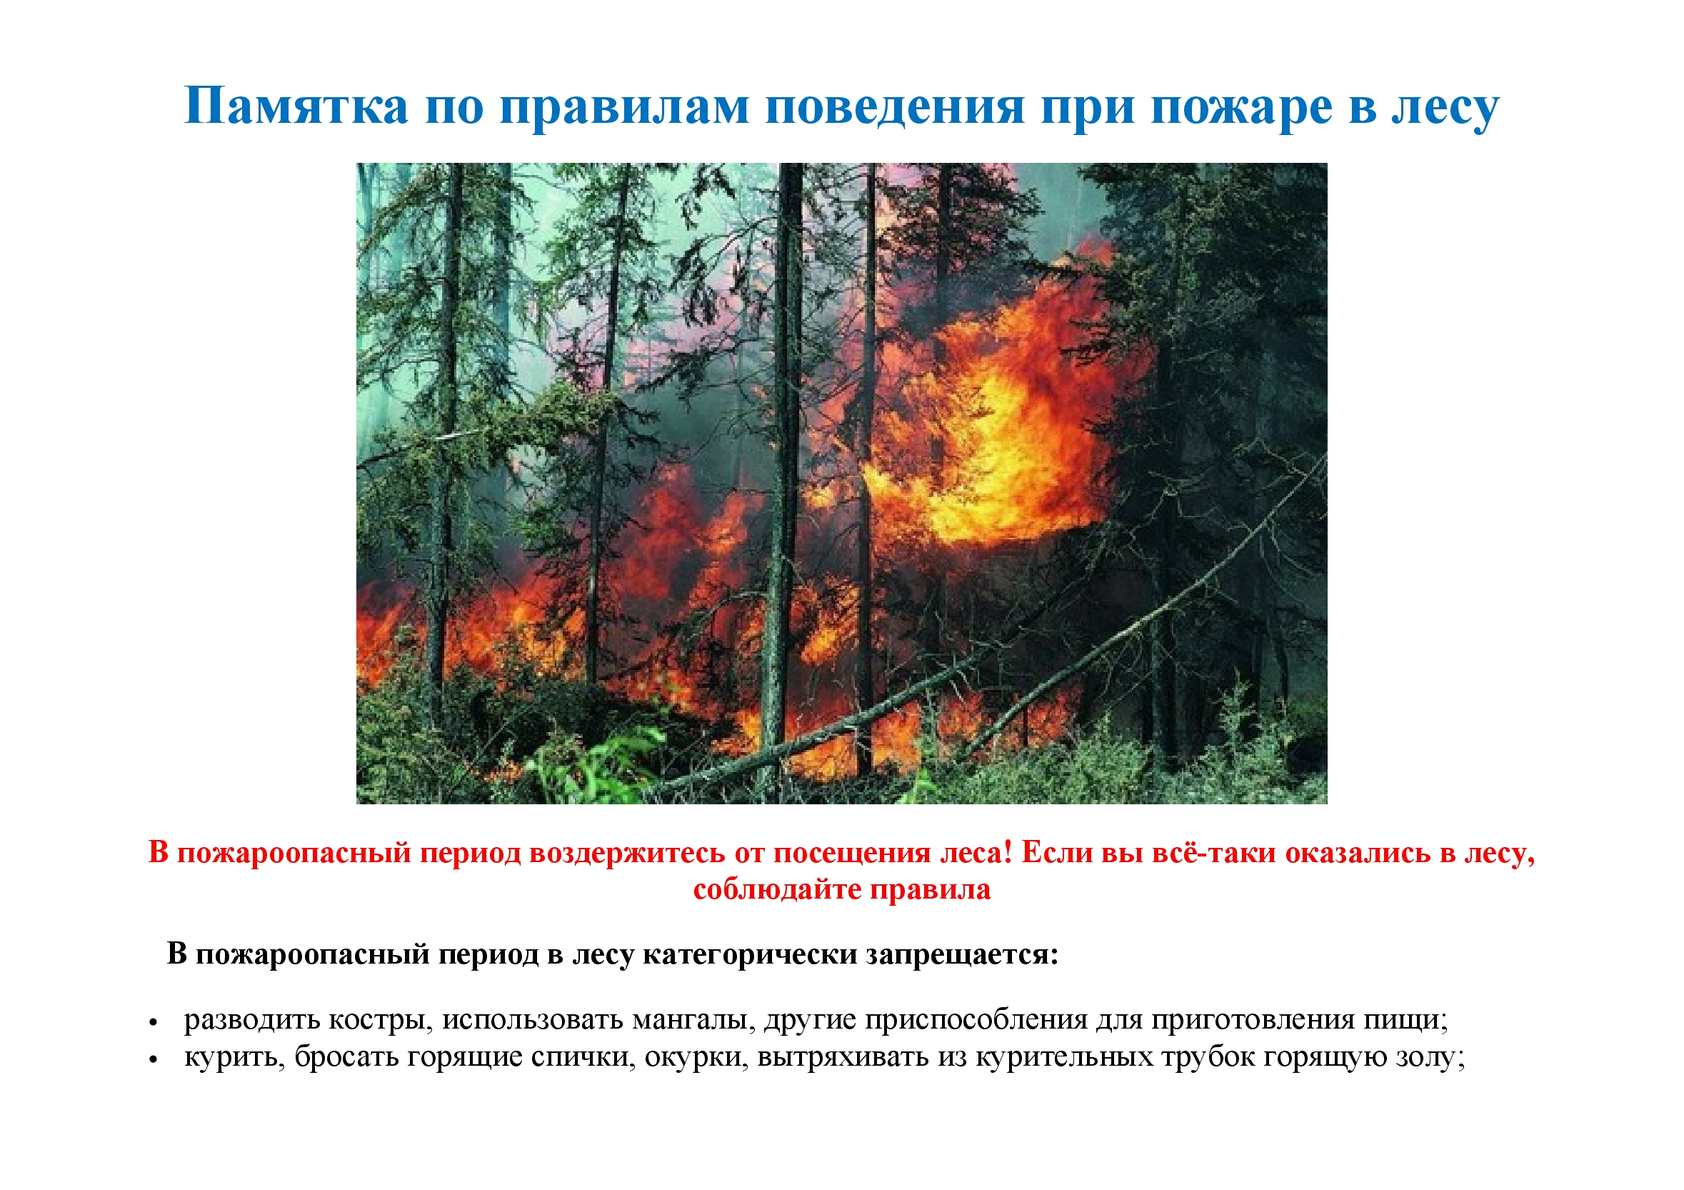 Памятка по правилам поведения при пожаре в лесу
В пожароопасный период воздержитесь от посещения леса! Если вы всё-таки оказались в лесу,
соблюдайте правила
В пожароопасный период в лесу категорически запрещается:
• разводить костры, использовать мангалы, другие приспособления для приготовления пищи;
• курить, бросать горящие спички, окурки, вытряхивать из курительных трубок горящую золу;